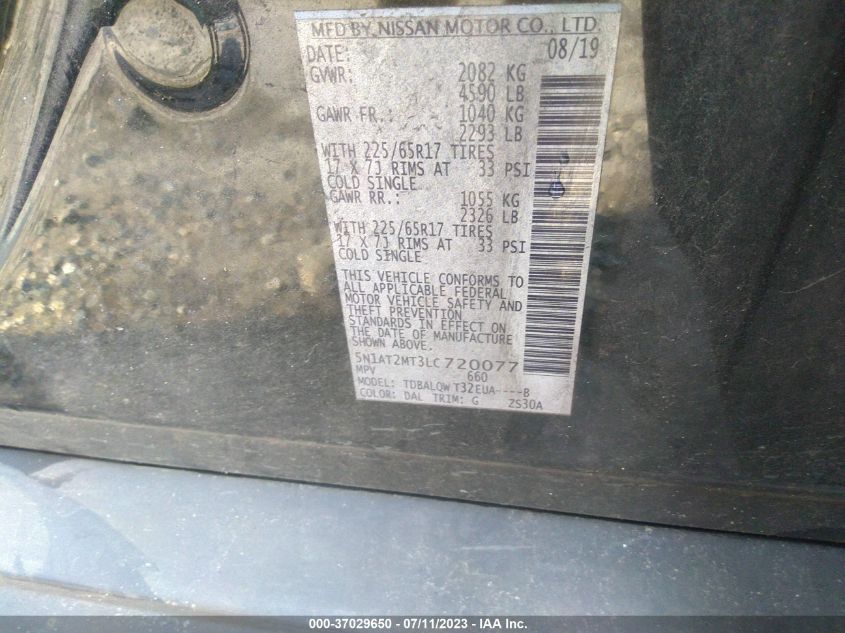 MFD BY NISSAN MOTOR CO., LTD.
DATE: 08/19
GVWR: 2082 KG
4590 LB
GAWR FR.: 1040 KG
2293 LB
WITH 225/65R17 TIRES
17 X 7J RIMS AT 33 PSI
COLD SINGLE
GAWR RR.: 1055 KG
2326 LB
WITH 225/65R17 TIRES
17 X 7J RIMS AT 33 PSI
COLD SINGLE
THIS VEHICLE CONFORMS TO
ALL APPLICABLE FEDERAL
MOTOR VEHICLE SAFETY AND
THEFT PREVENTION
STANDARDS IN EFFECT ON
THE DATE OF MANUFACTURE
SHOWN ABOVE.
5N1AT2MT3LC720077
MPV 660
MODEL: TDBALQWT32EUA----B
COLOR: DAL TRIM: G ZS30A
000-37029650 - 07/11/2023 - IAA Inc.